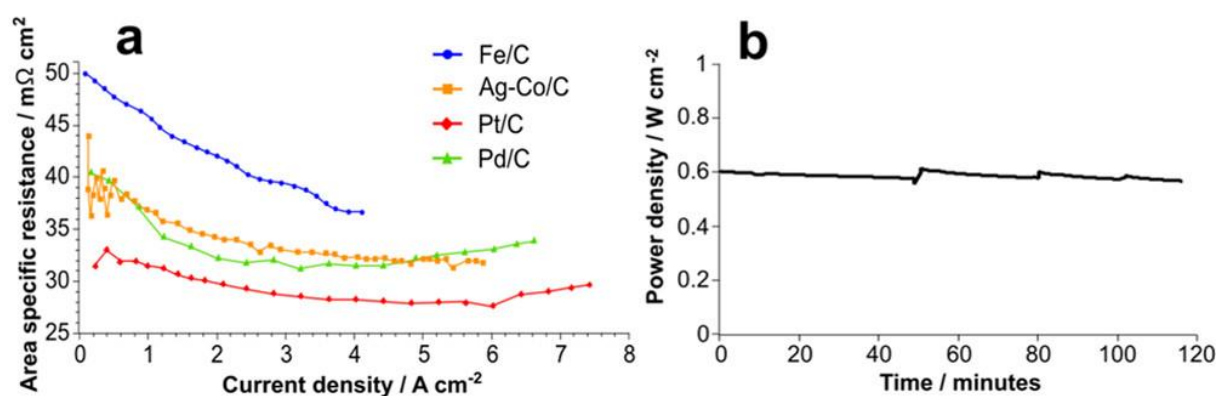 a
Area specific resistance / mΩ cm²
50
45
40
35
30
25
0 1 2 3 4 5 6 7 8
Current density / A cm⁻²
Fe/C
Ag-Co/C
Pt/C
Pd/C
b
Power density / W cm⁻²
1
0.8
0.6
0.4
0.2
0
0 20 40 60 80 100 120
Time / minutes